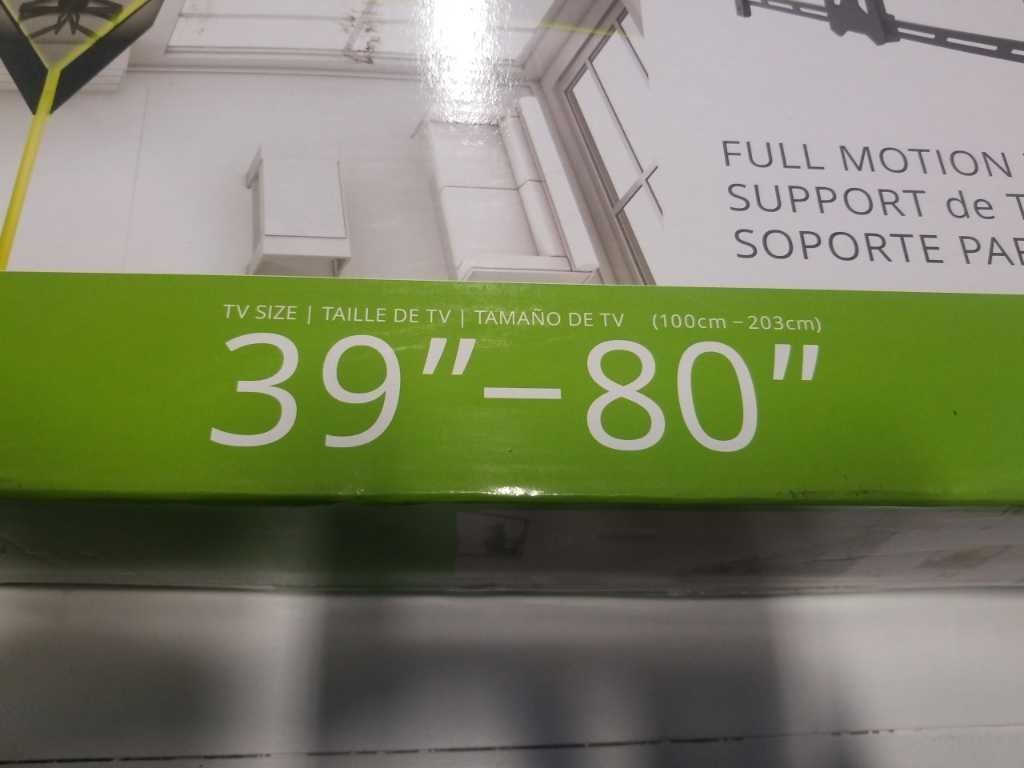 FULL MOTION
SUPPORT de
SOPORTE
TV SIZE | TAILLE DE TV | TAMAÑO DE TV (100cm – 203cm)
39"–80"